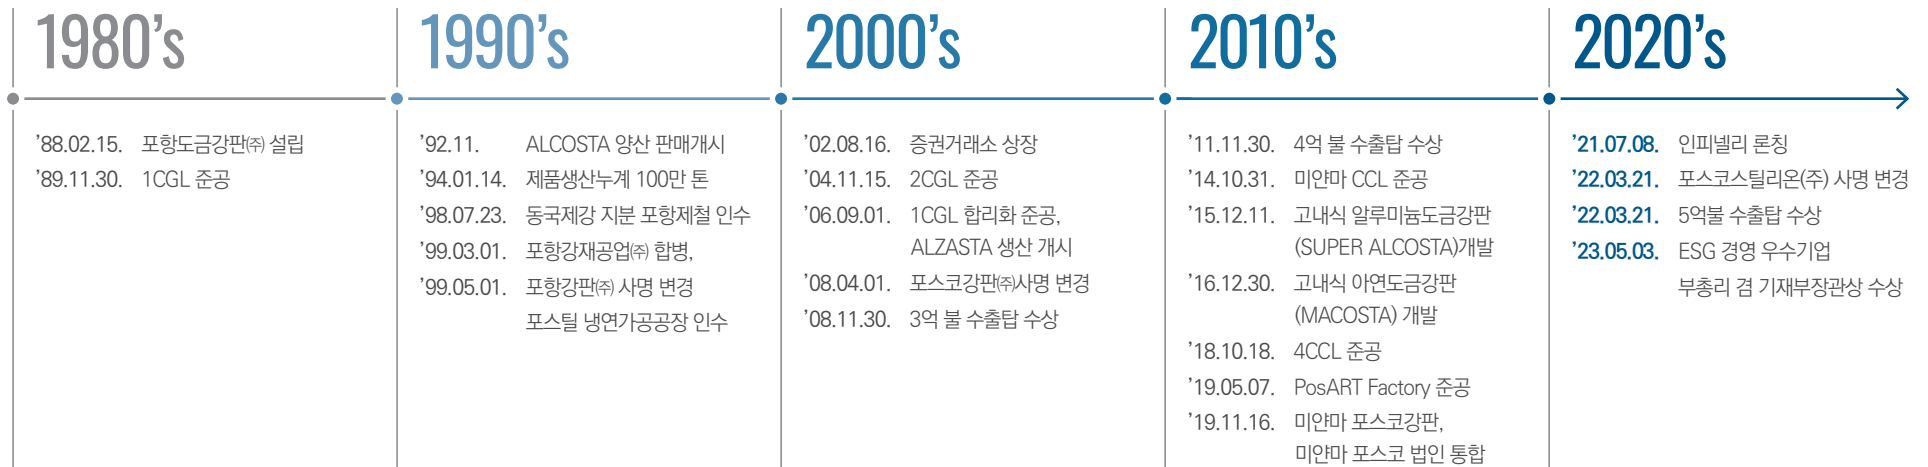 1980’s
’88.02.15. 포항도금강판㈜ 설립
’89.11.30. 1CGL 준공
1990’s
’92.11. ALCOSTA 양산 판매개시
’94.01.14. 제품생산누계 100만 톤
’98.07.23. 동국제강 지분 포항제철 인수
’99.03.01. 포항강재공업㈜ 합병,
’99.05.01. 포항강판㈜ 사명 변경
포스틸 냉연가공공장 인수
2000’s
’02.08.16. 증권거래소 상장
’04.11.15. 2CGL 준공
’06.09.01. 1CGL 합리화 준공,
ALZASTA 생산 개시
’08.04.01. 포스코강판㈜사명 변경
’08.11.30. 3억 불 수출탑 수상
2010’s
’11.11.30. 4억 불 수출탑 수상
’14.10.31. 미얀마 CCL 준공
’15.12.11. 고내식 알루미늄도금강판
(SUPER ALCOSTA)개발
’16.12.30. 고내식 아연도금강판
(MACOSTA) 개발
’18.10.18. 4CCL 준공
’19.05.07. PosART Factory 준공
’19.11.16. 미얀마 포스코강판,
미얀마 포스코 법인 통합
2020’s
’21.07.08. 인피넬리 론칭
’22.03.21. 포스코스틸리온(주) 사명 변경
’22.03.21. 5억불 수출탑 수상
’23.05.03. ESG 경영 우수기업
부총리 겸 기재부장관상 수상